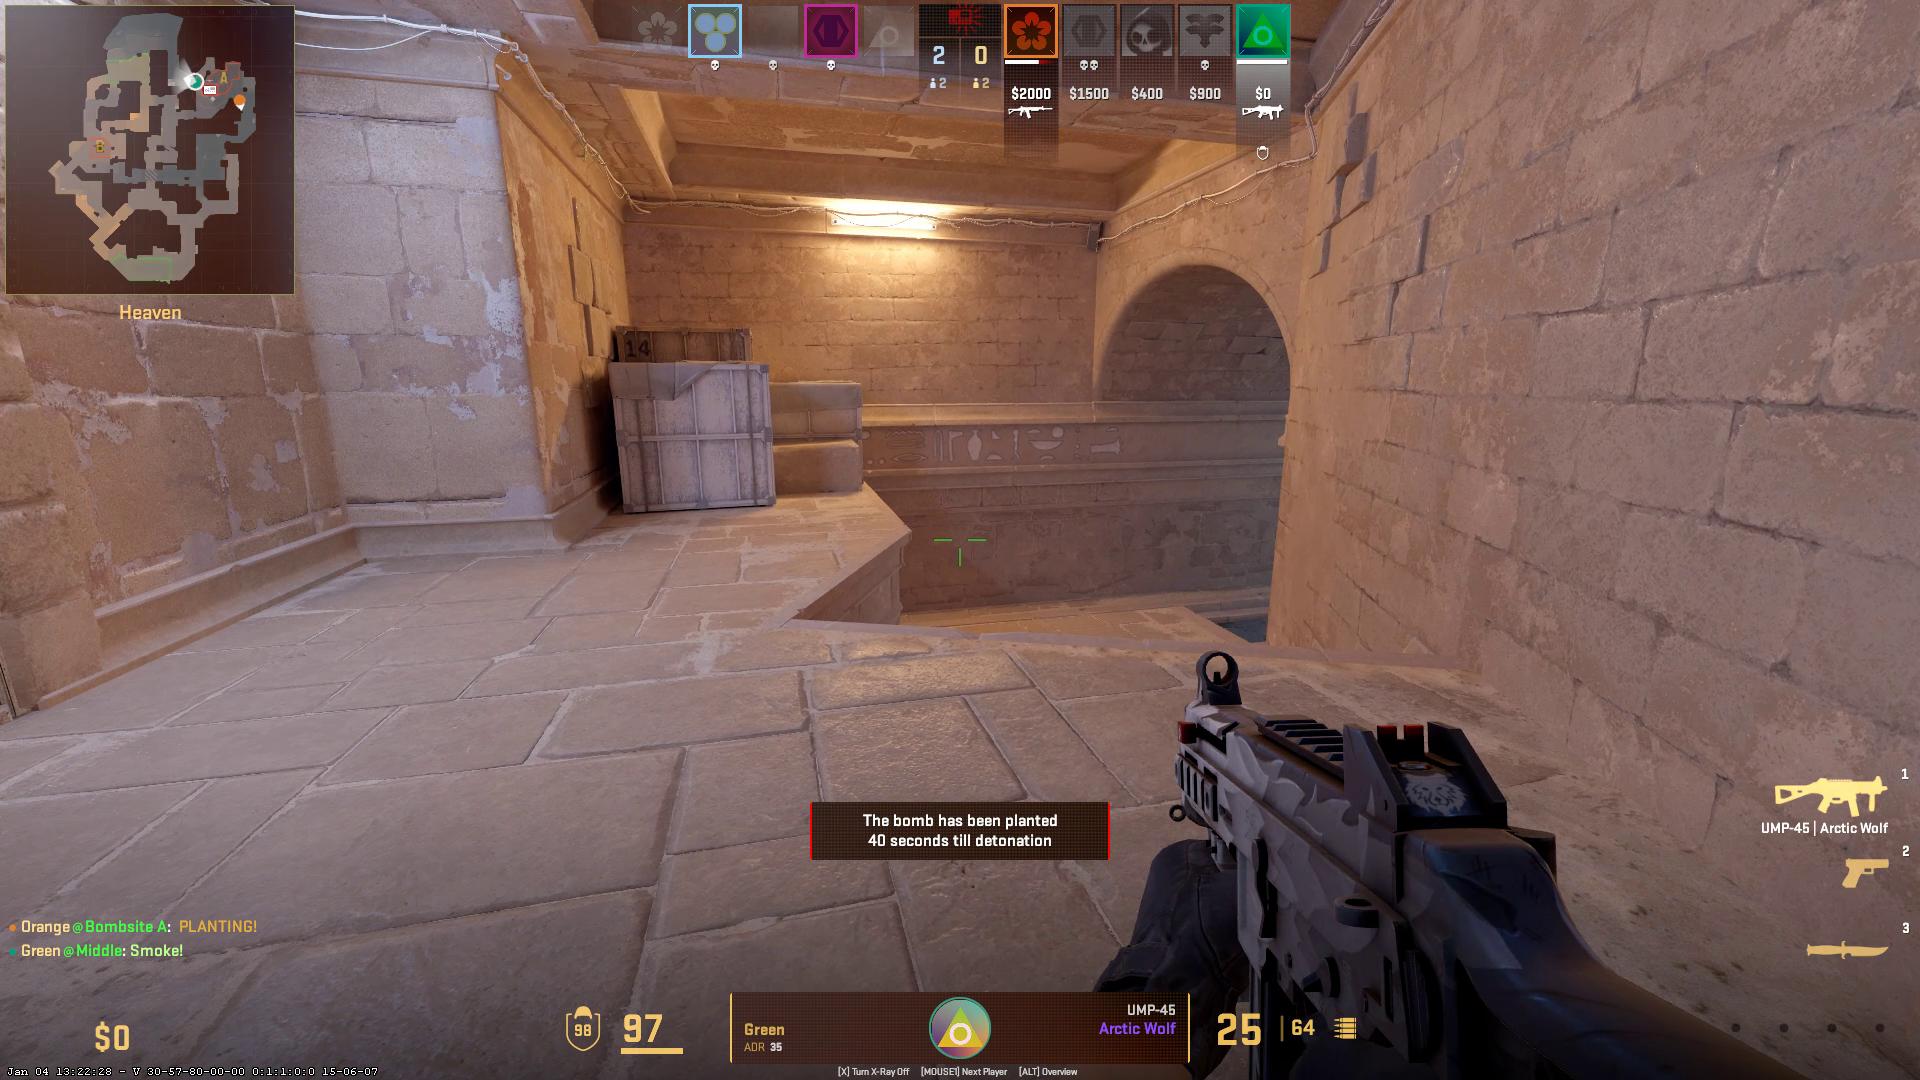 A
B
Heaven
2 0
2 2
$2000 $1500 $400 $900 $0
14
The bomb has been planted
40 seconds till detonation
1
UMP-45 | Arctic Wolf
2
3
Orange@Bombsite A: PLANTING!
Green@Middle: Smoke!
$0
98
97
Green
ADR 35
UMP-45
Arctic Wolf
25 | 64
[X] Turn X-Ray Off [MOUSE1] Next Player [ALT] Overview
Jan 04 13:22:28 - V 30-57-80-00-00 0:1:1:0:0 15-06-07